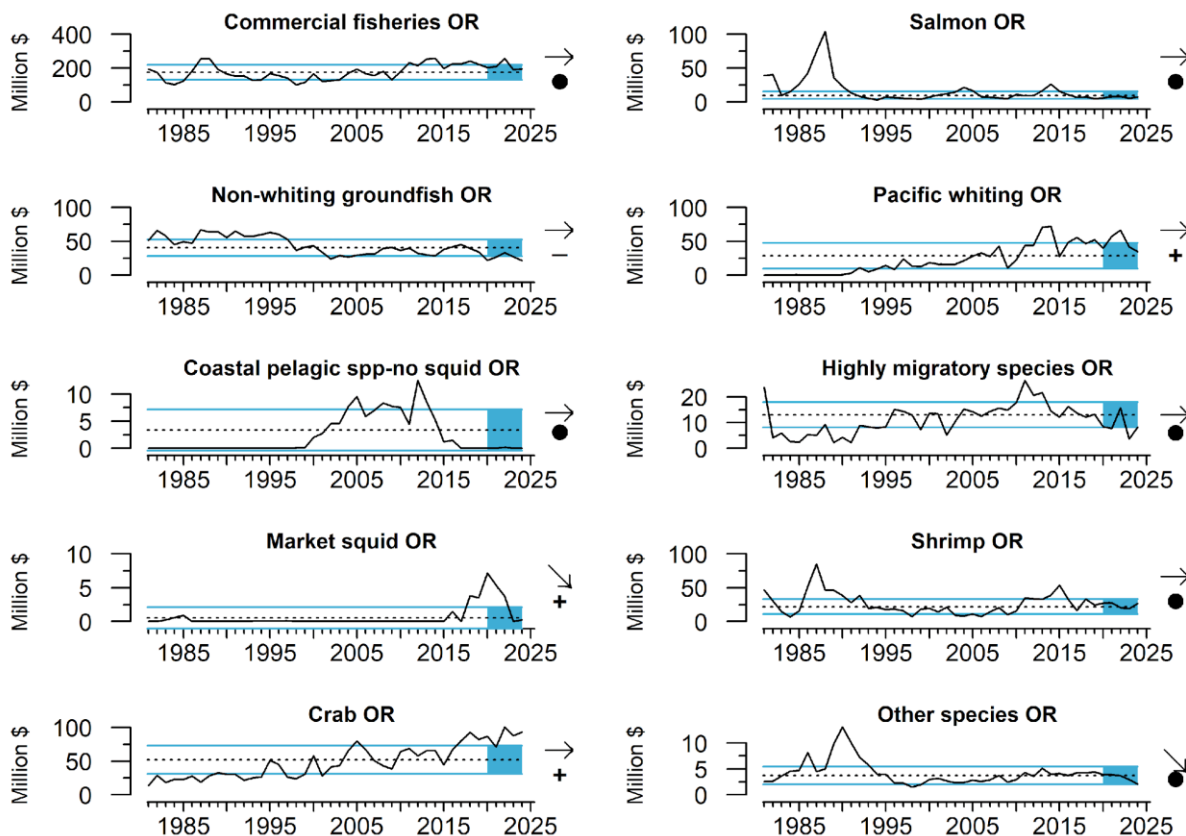 Commercial fisheries OR
Million $
400
200
0
1985 1995 2005 2015 2025
Salmon OR
Million $
100
50
0
1985 1995 2005 2015 2025
Non-whiting groundfish OR
Million $
100
50
0
1985 1995 2005 2015 2025
–
Pacific whiting OR
Million $
100
50
0
1985 1995 2005 2015 2025
+
Coastal pelagic spp-no squid OR
Million $
10
5
0
1985 1995 2005 2015 2025
Highly migratory species OR
Million $
20
10
0
1985 1995 2005 2015 2025
Market squid OR
Million $
10
5
0
1985 1995 2005 2015 2025
+
Shrimp OR
Million $
100
50
0
1985 1995 2005 2015 2025
Crab OR
Million $
100
50
0
1985 1995 2005 2015 2025
+
Other species OR
Million $
10
5
0
1985 1995 2005 2015 2025